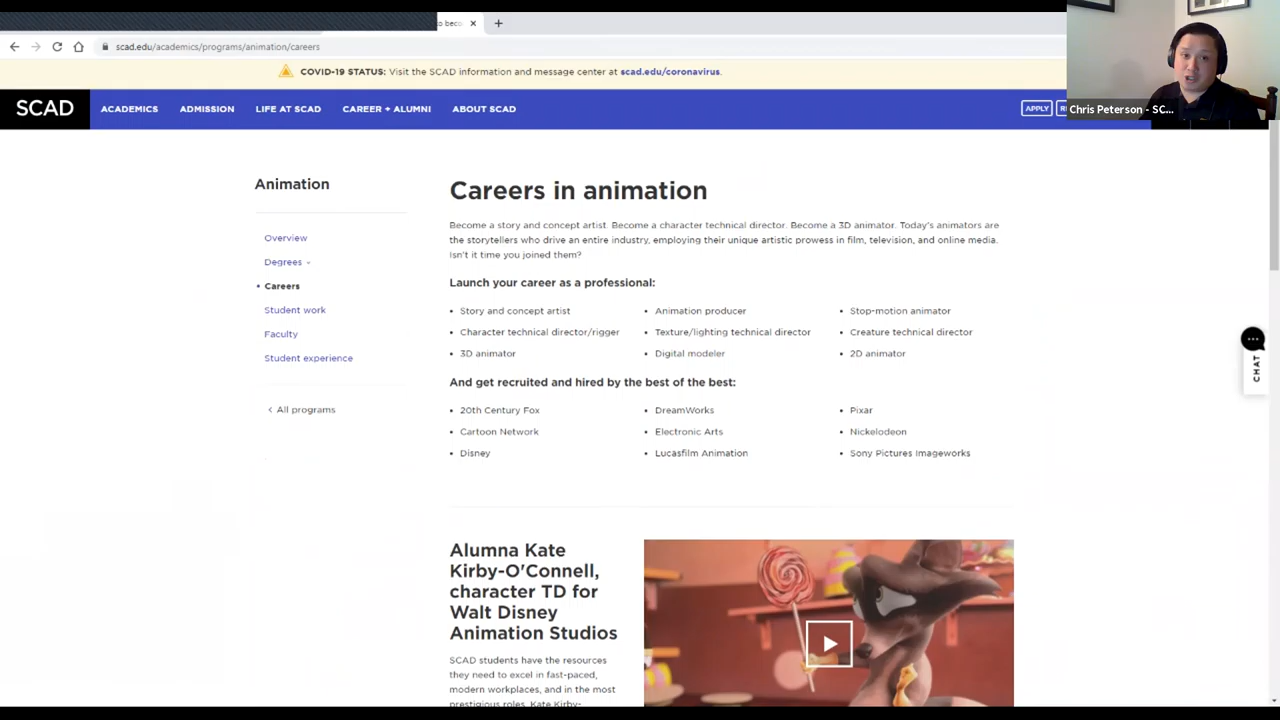 o beco
scad.edu/academics/programs/animation/careers
COVID-19 STATUS: Visit the SCAD information and message center at scad.edu/coronavirus.
SCAD
ACADEMICS
ADMISSION
LIFE AT SCAD
CAREER + ALUMNI
ABOUT SCAD
APPLY
Chris Peterson - SC...
Animation
Overview
Degrees
Careers
Student work
Faculty
Student experience
All programs
Careers in animation
Become a story and concept artist. Become a character technical director. Become a 3D animator. Today's animators are
the storytellers who drive an entire industry, employing their unique artistic prowess in film, television, and online media.
Isn't it time you joined them?
Launch your career as a professional:
Story and concept artist
Animation producer
Stop-motion animator
Character technical director/rigger
Texture/lighting technical director
Creature technical director
3D animator
Digital modeler
2D animator
And get recruited and hired by the best of the best:
20th Century Fox
DreamWorks
Pixar
Cartoon Network
Electronic Arts
Nickelodeon
Disney
Lucasfilm Animation
Sony Pictures Imageworks
CHAT
Alumna Kate
Kirby-O'Connell,
character TD for
Walt Disney
Animation Studios
SCAD students have the resources
they need to excel in fast-paced,
modern workplaces, and in the most
prestigious roles. Kate Kirby-